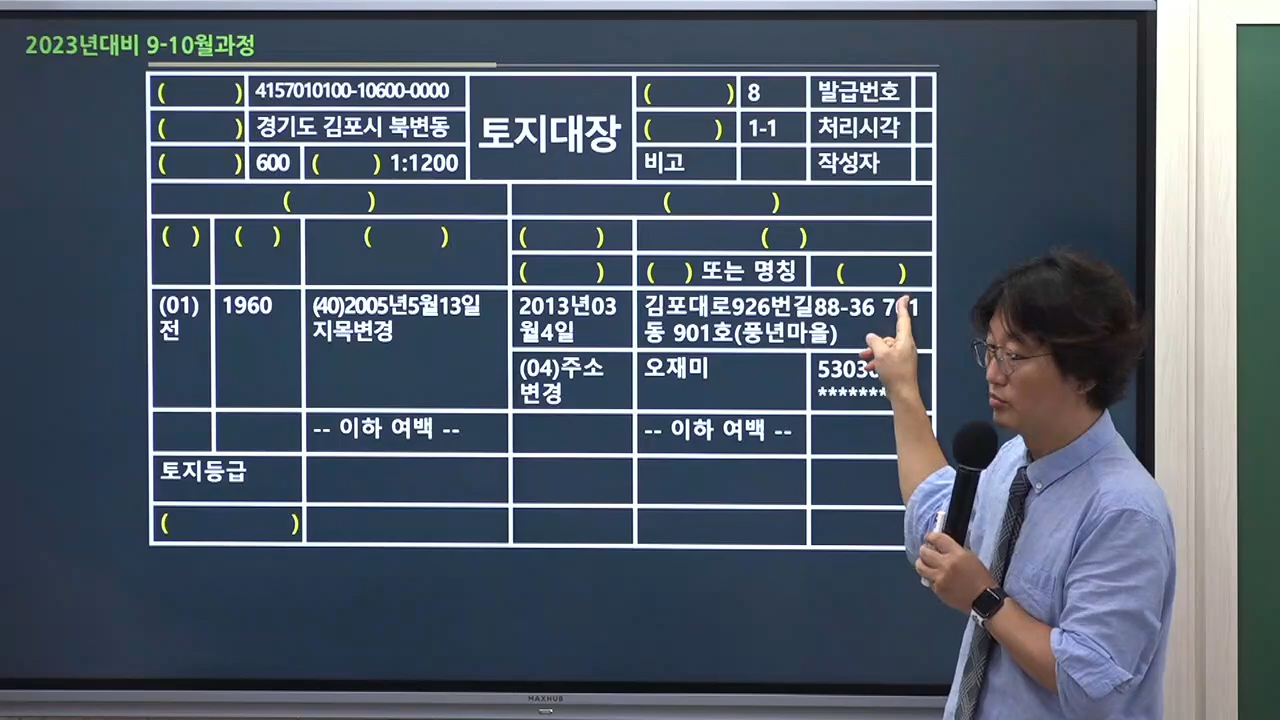 2023년대비 9-10월과정
( ) 4157010100-10600-0000 토지대장 ( ) 8 발급번호
( ) 경기도 김포시 북변동 ( ) 1-1 처리시각
( ) 600 ( ) 1:1200 비고 작성자
( ) ( )
( ) ( ) ( ) ( ) ( )
( ) ( ) 또는 명칭 ( )
(01) 1960 (40)2005년5월13일 2013년03 김포대로926번길88-36
전 지목변경 월4일 동 901호(풍년마을)
(04)주소 오재미
변경 *******
-- 이하 여백 -- -- 이하 여백 --
토지등급
( )
MAXHUB